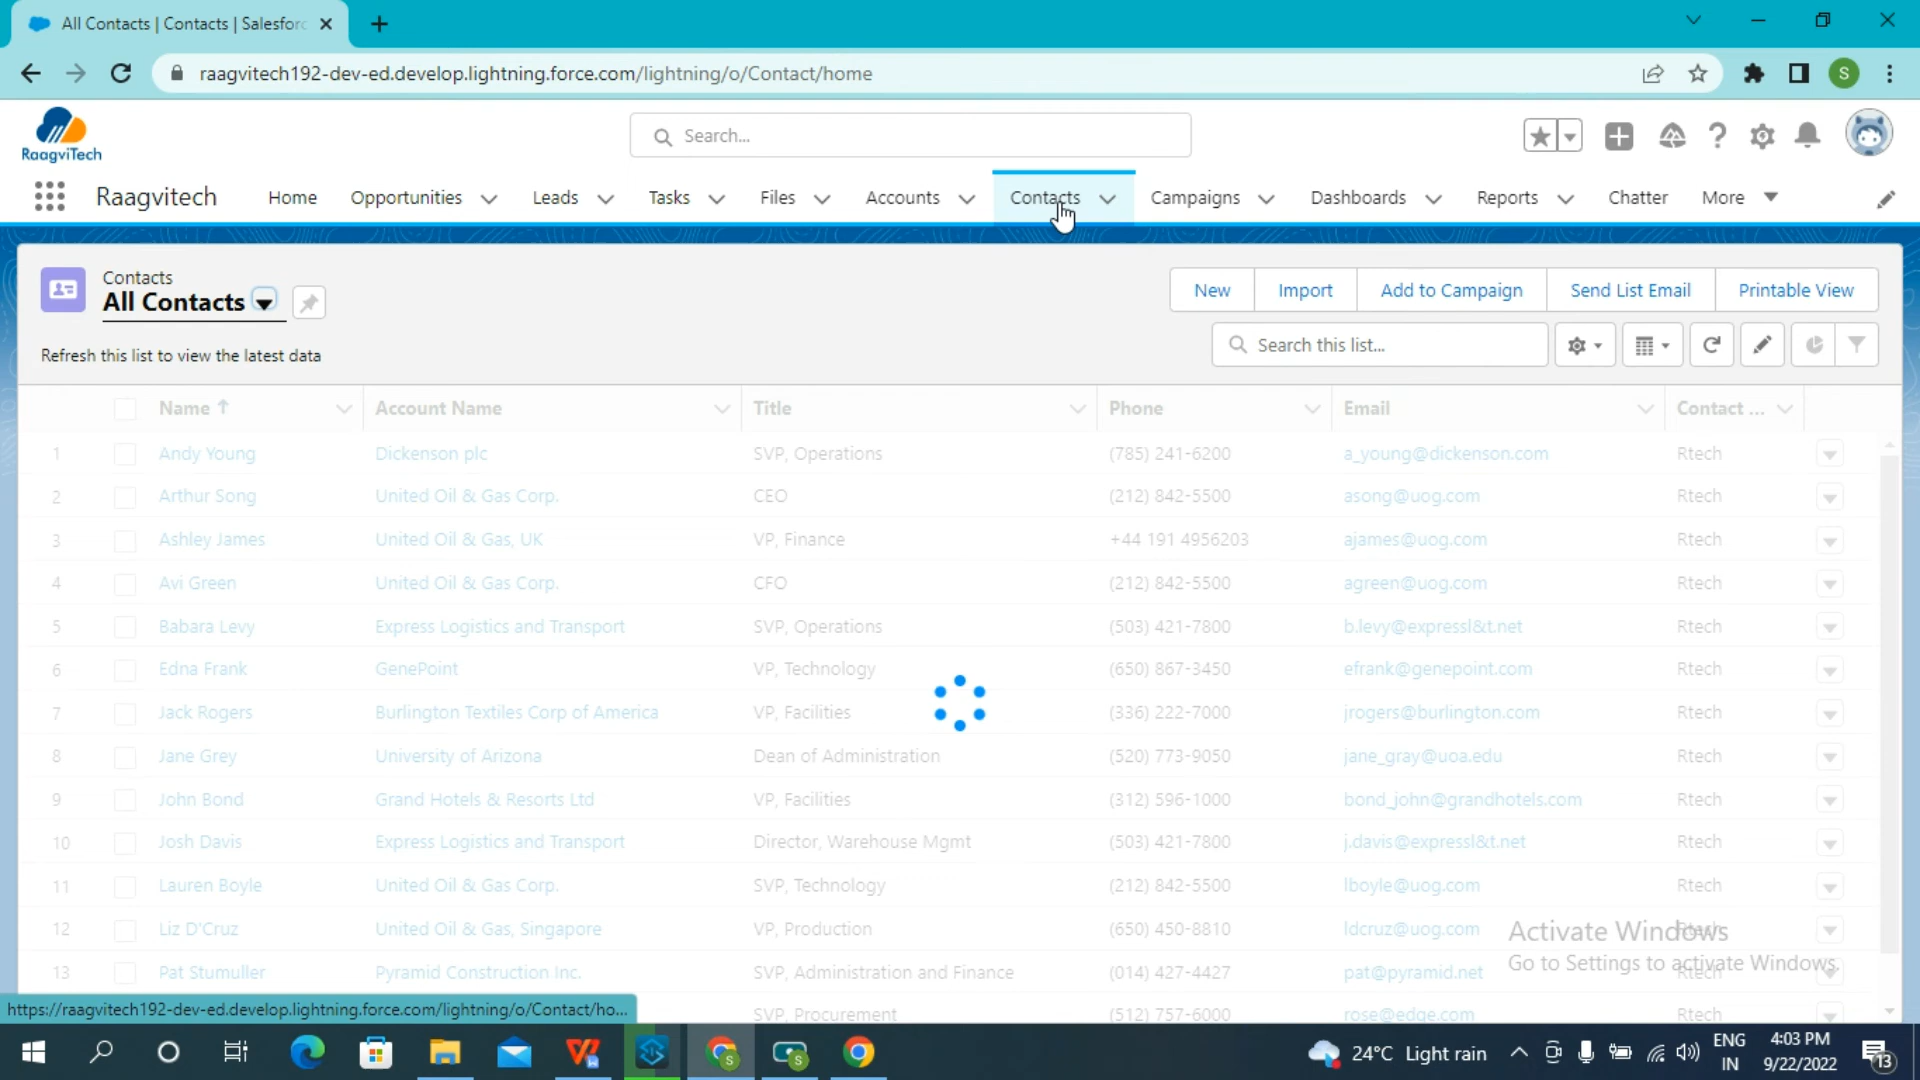 All Contacts | Contacts | Salesforc
raagvitech192-dev-ed.develop.lightning.force.com/lightning/o/Contact/home
S
RaagviTech
Search...
Raagvitech
Home Opportunities Leads Tasks Files Accounts Contacts Campaigns Dashboards Reports Chatter More
Contacts
All Contacts
New Import Add to Campaign Send List Email Printable View
Refresh this list to view the latest data
Search this list...
Name Account Name Title Phone Email Contact ...
1 Andy Young Dickenson plc SVP, Operations (785) 241-6200 a_young@dickenson.com Rtech
2 Arthur Song United Oil & Gas Corp. CEO (212) 842-5500 asong@uog.com Rtech
3 Ashley James United Oil & Gas, UK VP, Finance +44 191 4956203 ajames@uog.com Rtech
4 Avi Green United Oil & Gas Corp. CFO (212) 842-5500 agreen@uog.com Rtech
5 Babara Levy Express Logistics and Transport SVP, Operations (503) 421-7800 b.levy@expressl&t.net Rtech
6 Edna Frank GenePoint VP, Technology (650) 867-3450 efrank@genepoint.com Rtech
7 Jack Rogers Burlington Textiles Corp of America VP, Facilities (336) 222-7000 jrogers@burlington.com Rtech
8 Jane Grey University of Arizona Dean of Administration (520) 773-9050 jane_gray@uoa.edu Rtech
9 John Bond Grand Hotels & Resorts Ltd VP, Facilities (312) 596-1000 bond_john@grandhotels.com Rtech
10 Josh Davis Express Logistics and Transport Director, Warehouse Mgmt (503) 421-7800 j.davis@expressl&t.net Rtech
11 Lauren Boyle United Oil & Gas Corp. SVP, Technology (212) 842-5500 lboyle@uog.com Rtech
12 Liz D'Cruz United Oil & Gas, Singapore VP, Production (650) 450-8810 ldcruz@uog.com Rtech
13 Pat Stumuller Pyramid Construction Inc. SVP, Administration and Finance (014) 427-4427 pat@pyramid.net Rtech
SVP, Procurement (512) 757-6000 rose@edge.com Rtech
Activate Windows
Go to Settings to activate Windows.
https://raagvitech192-dev-ed.develop.lightning.force.com/lightning/o/Contact/ho...
24°C Light rain
ENG
IN
4:03 PM
9/22/2022
13